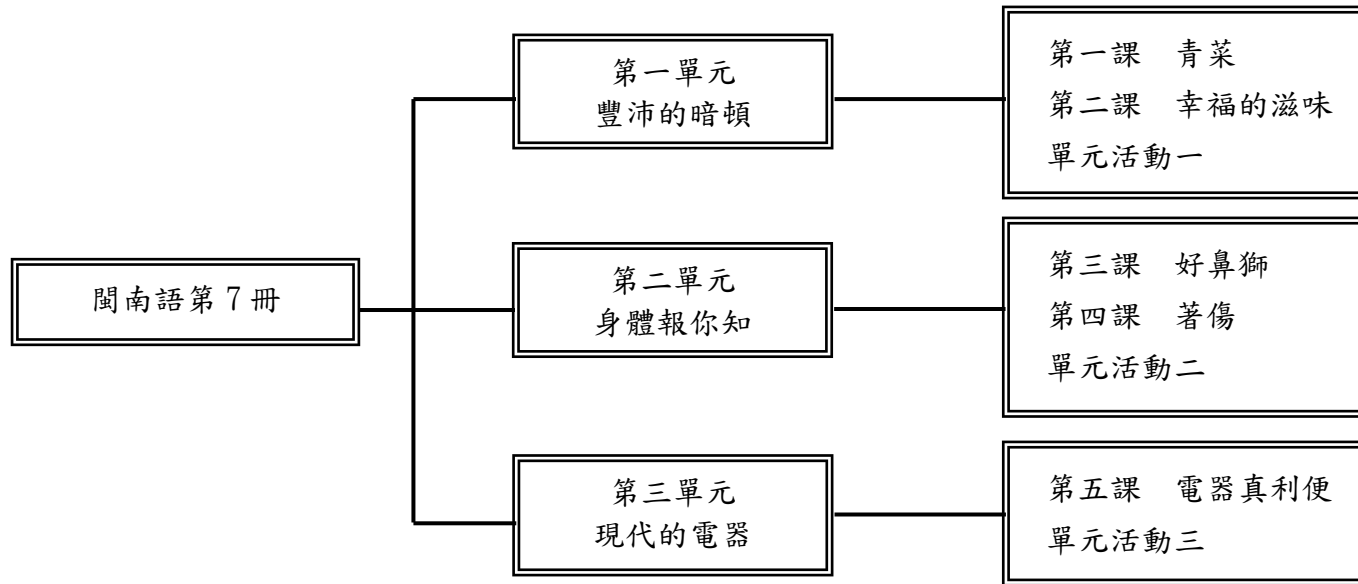 閩南語第7冊
第一單元
豐沛的暗頓
第一課　青菜
第二課　幸福的滋味
單元活動一
第二單元
身體報你知
第三課　好鼻獅
第四課　著傷
單元活動二
第三單元
現代的電器
第五課　電器真利便
單元活動三